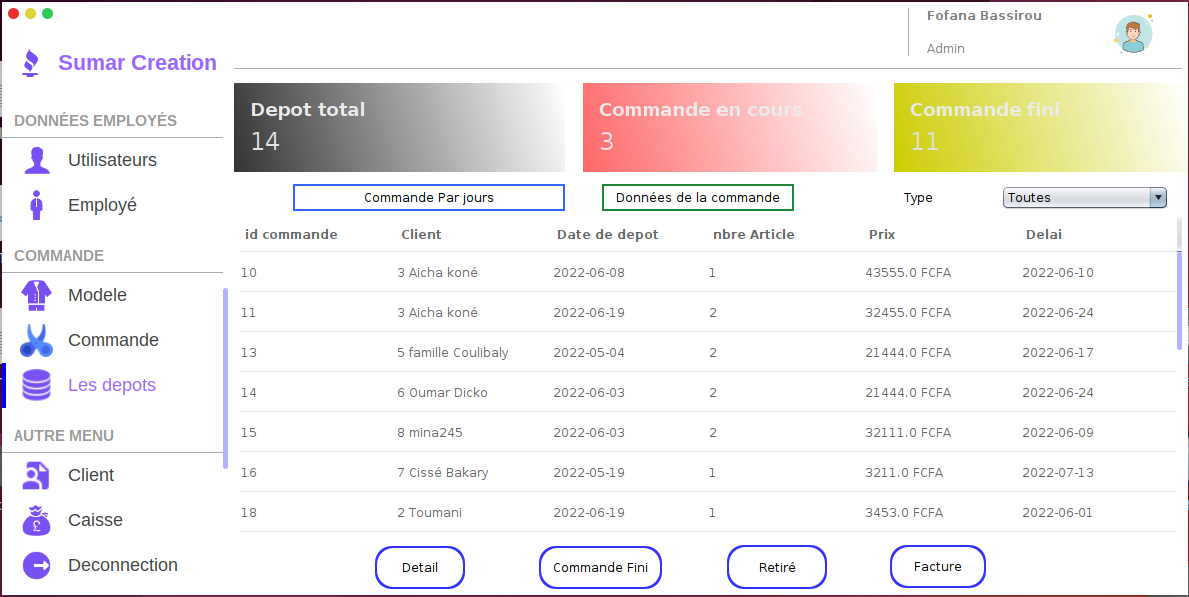 Fofana Bassirou
Admin
Sumar Creation
DONNÉES EMPLOYÉS
Utilisateurs
Employé
COMMANDE
Modele
Commande
Les depots
AUTRE MENU
Client
Caisse
Deconnection
Depot total
14
Commande en cours
3
Commande fini
11
Commande Par jours
Données de la commande
Type
Toutes
id commande Client Date de depot nbre Article Prix Delai
10 3 Aicha koné 2022-06-08 1 43555.0 FCFA 2022-06-10
11 3 Aicha koné 2022-06-19 2 32455.0 FCFA 2022-06-24
13 5 famille Coulibaly 2022-05-04 2 21444.0 FCFA 2022-06-17
14 6 Oumar Dicko 2022-06-03 2 21444.0 FCFA 2022-06-24
15 8 mina245 2022-06-03 2 32111.0 FCFA 2022-06-09
16 7 Cissé Bakary 2022-05-19 1 3211.0 FCFA 2022-07-13
18 2 Toumani 2022-06-19 1 3453.0 FCFA 2022-06-01
Detail
Commande Fini
Retiré
Facture